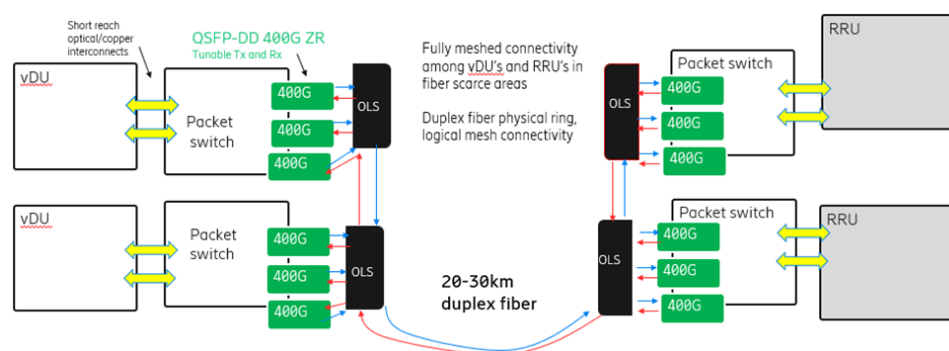 Short reach
optical/copper
interconnects
QSFP-DD 400G ZR
Tunable Tx and Rx
vDU
Packet
switch
400G
400G
400G
OLS
Fully meshed connectivity
among vDU's and RRU's in
fiber scarce areas
Duplex fiber physical ring,
logical mesh connectivity
OLS
Packet switch
400G
400G
400G
RRU
vDU
Packet
switch
400G
400G
400G
OLS
20-30km
duplex fiber
OLS
Packet switch
400G
400G
400G
RRU